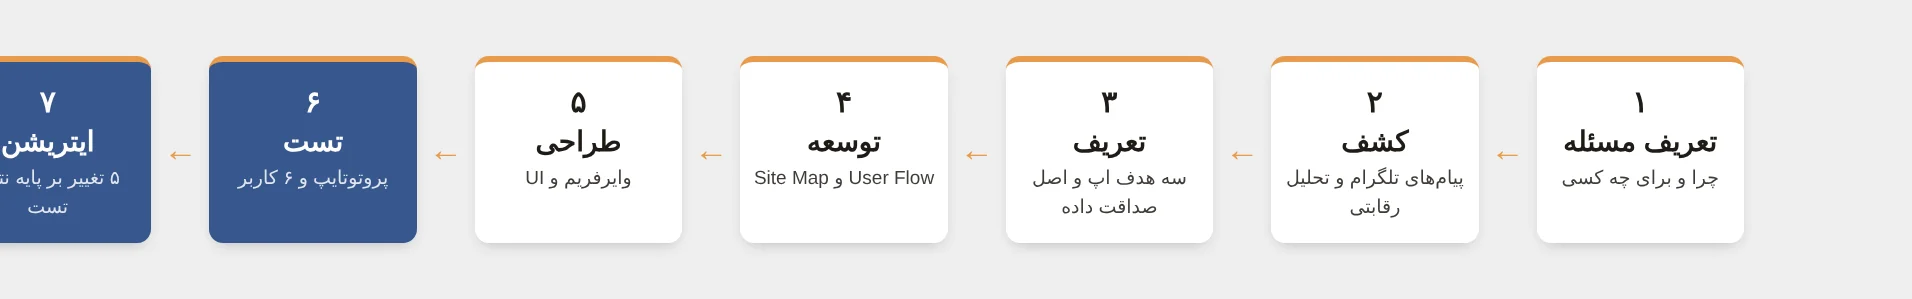 ۱
تعریف مسئله
چرا و برای چه کسی
←
۲
کشف
پیام‌های تلگرام و تحلیل
رقابتی
←
۳
تعریف
سه هدف اپ و اصل
صداقت داده
←
۴
توسعه
Site Map و User Flow
←
۵
طراحی
وایرفریم و UI
←
۶
تست
پروتوتایپ و ۶ کاربر
←
۷
ایتریشن
۵ تغییر بر پایه
تست